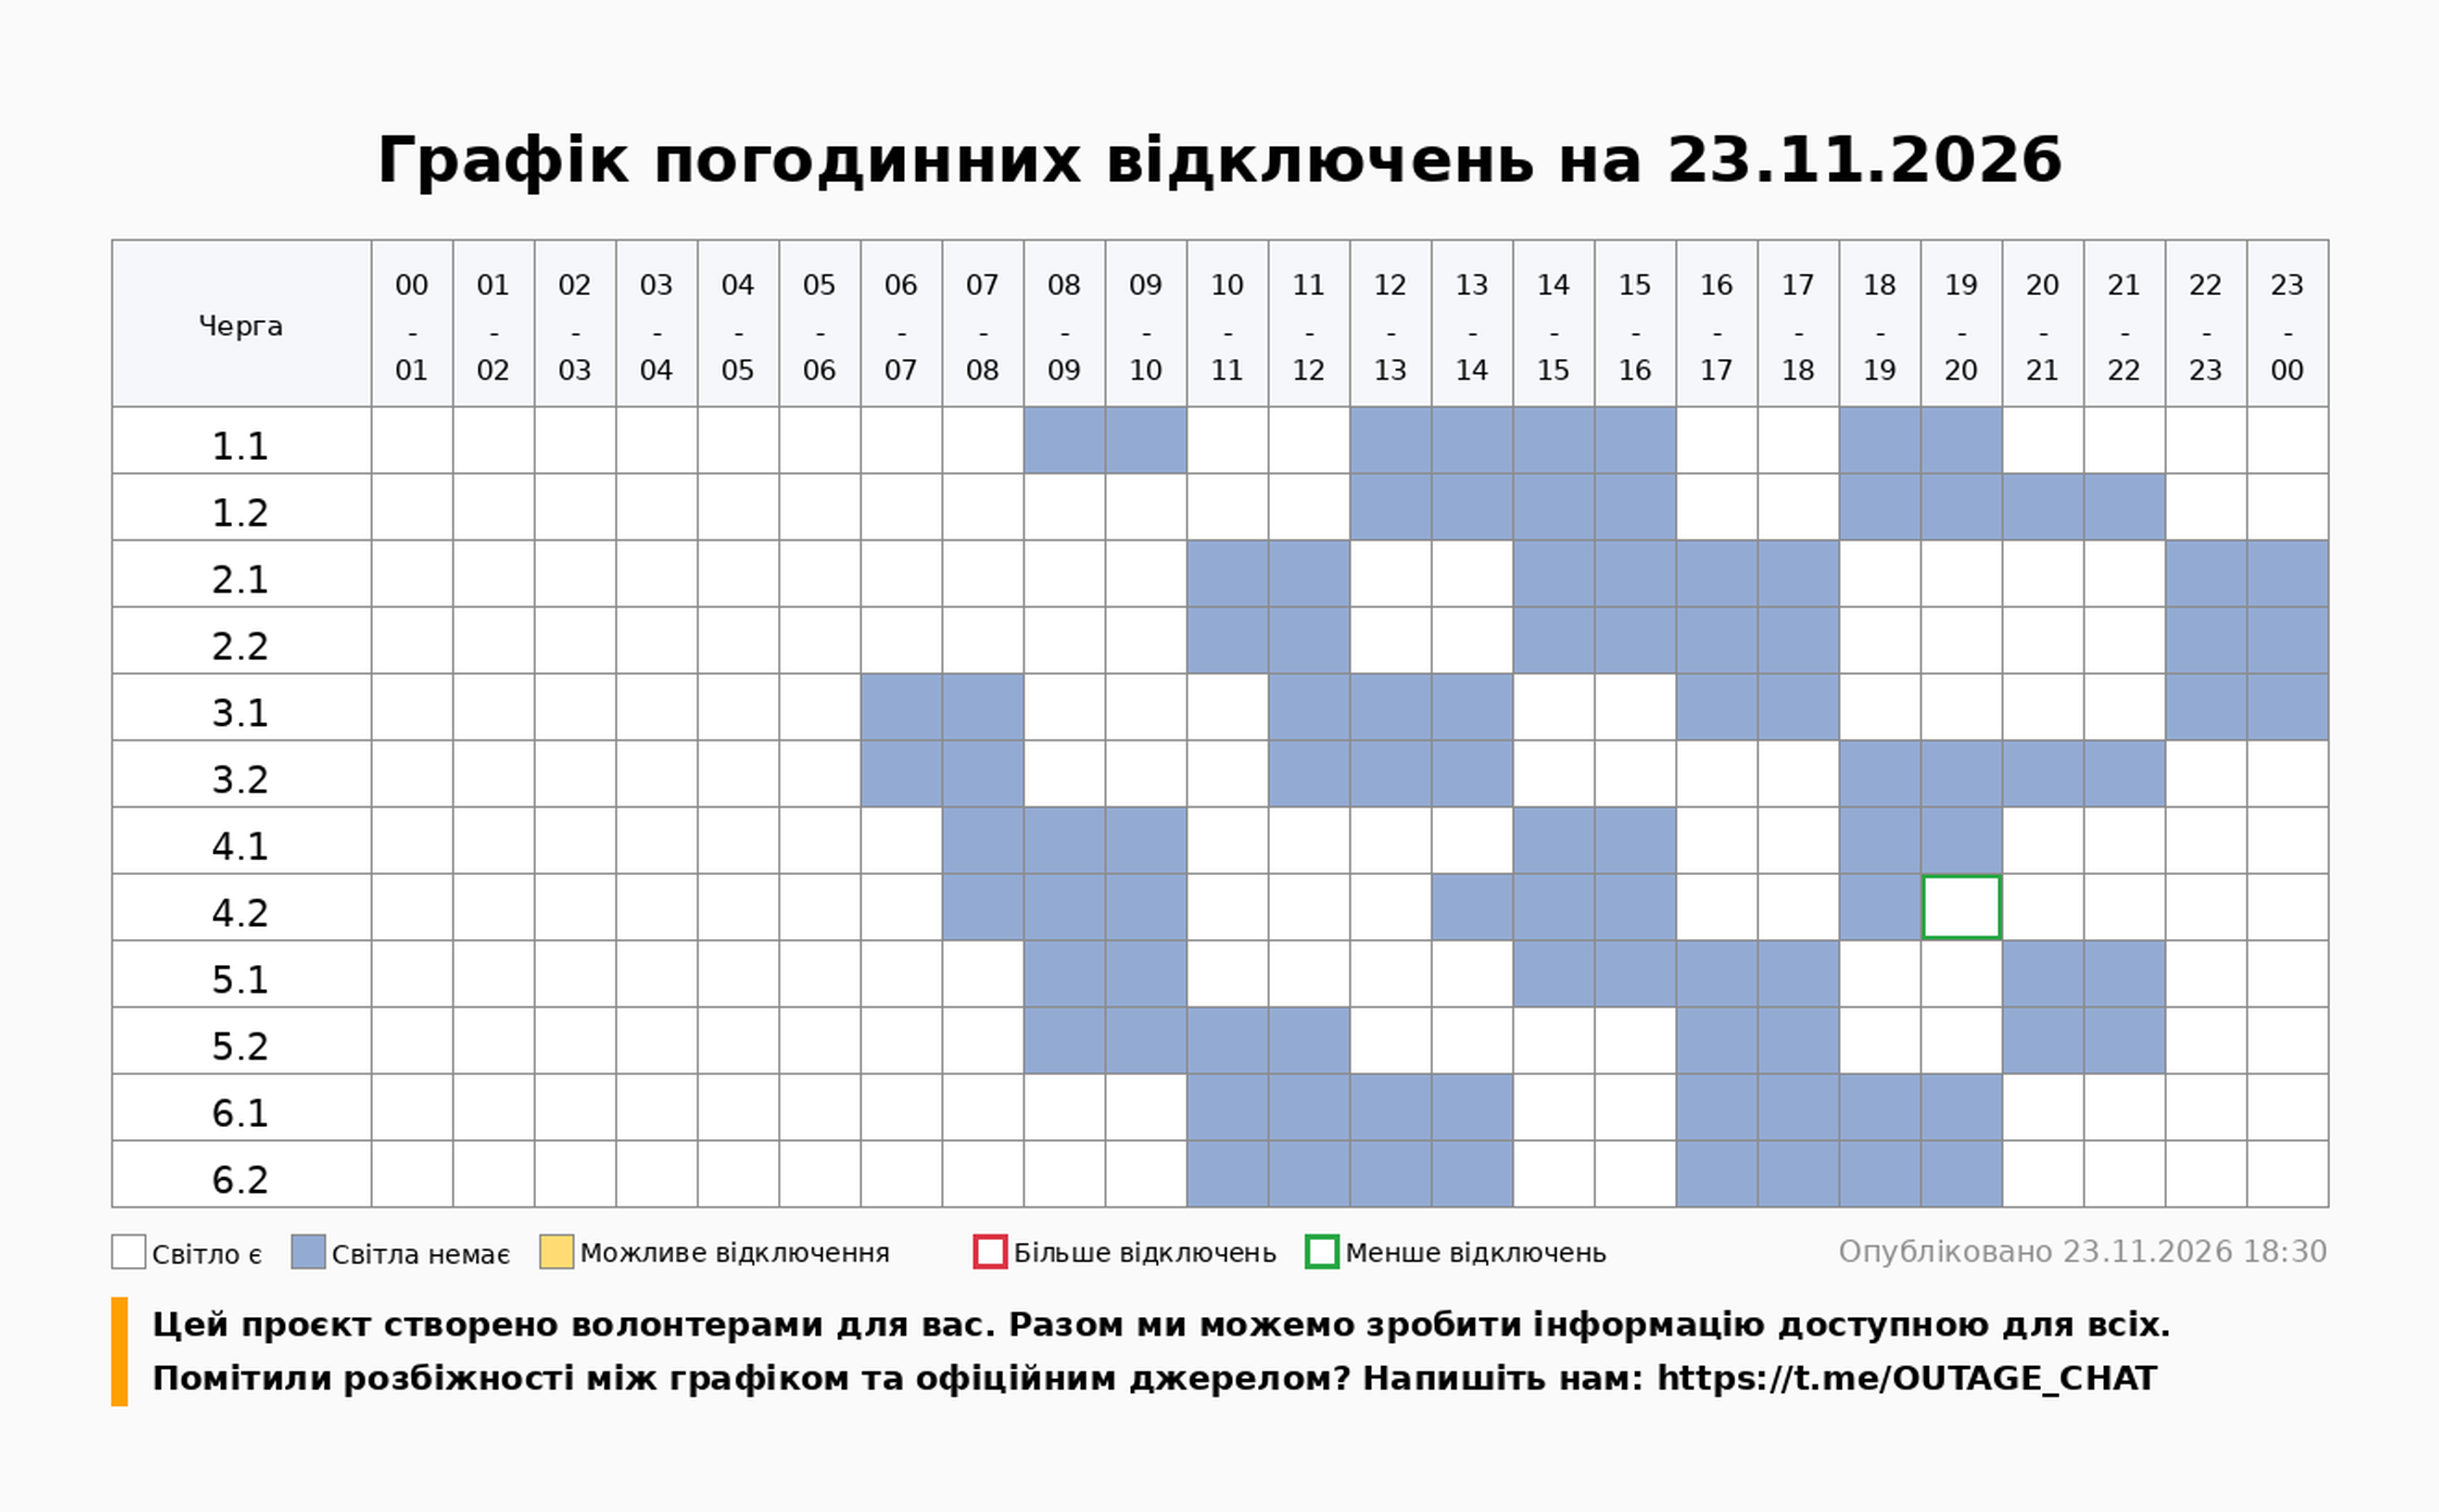 Графік погодинних відключень на 23.11.2026
Черга
00 - 01
01 - 02
02 - 03
03 - 04
04 - 05
05 - 06
06 - 07
07 - 08
08 - 09
09 - 10
10 - 11
11 - 12
12 - 13
13 - 14
14 - 15
15 - 16
16 - 17
17 - 18
18 - 19
19 - 20
20 - 21
21 - 22
22 - 23
23 - 00
1.1
1.2
2.1
2.2
3.1
3.2
4.1
4.2
5.1
5.2
6.1
6.2
Світло є
Світла немає
Можливе відключення
Більше відключень
Менше відключень
Опубліковано 23.11.2026 18:30
Цей проєкт створено волонтерами для вас. Разом ми можемо зробити інформацію доступною для всіх.
Помітили розбіжності між графіком та офіційним джерелом? Напишіть нам: https://t.me/OUTAGE_CHAT